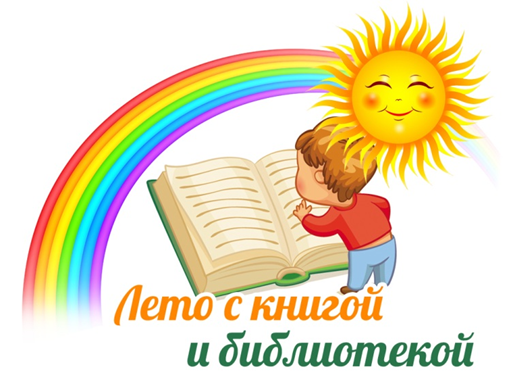 Лето с книгой
и библиотекой